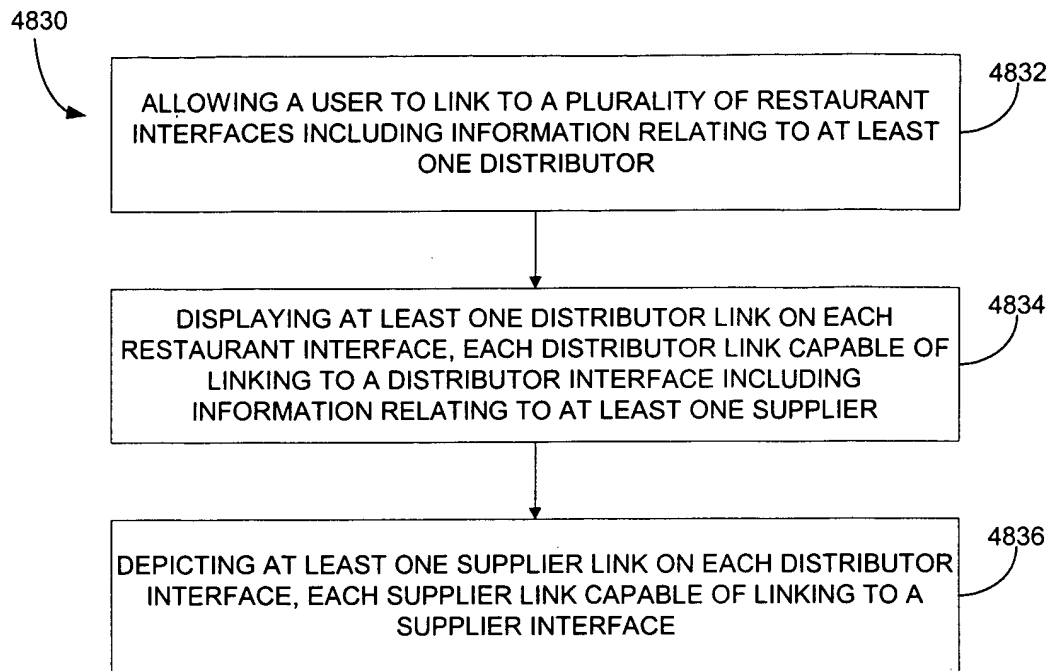 4830
4832
ALLOWING A USER TO LINK TO A PLURALITY OF RESTAURANT
INTERFACES INCLUDING INFORMATION RELATING TO AT LEAST
ONE DISTRIBUTOR
4834
DISPLAYING AT LEAST ONE DISTRIBUTOR LINK ON EACH
RESTAURANT INTERFACE, EACH DISTRIBUTOR LINK CAPABLE OF
LINKING TO A DISTRIBUTOR INTERFACE INCLUDING
INFORMATION RELATING TO AT LEAST ONE SUPPLIER
4836
DEPICTING AT LEAST ONE SUPPLIER LINK ON EACH DISTRIBUTOR
INTERFACE, EACH SUPPLIER LINK CAPABLE OF LINKING TO A
SUPPLIER INTERFACE